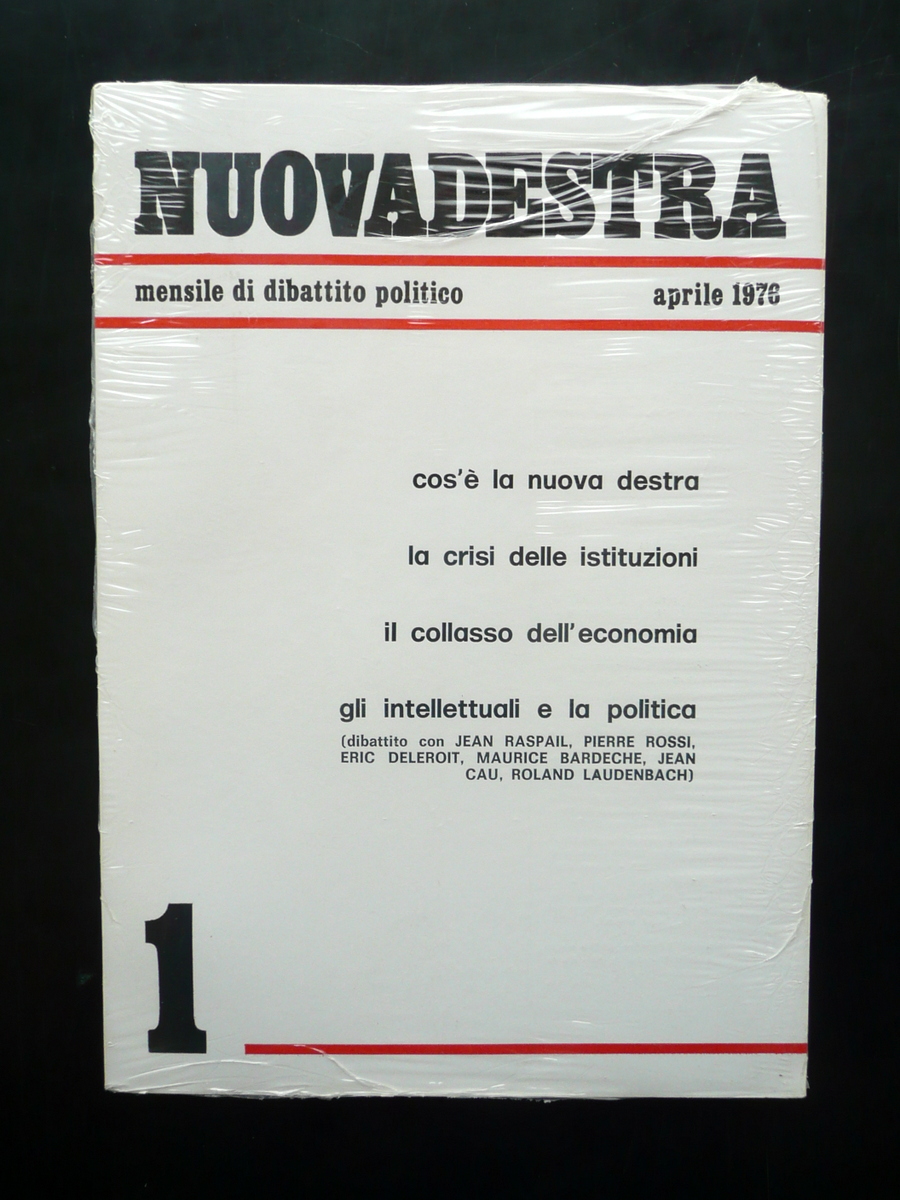 NUOVADESTRA
mensile di dibattito politico aprile 1976
cos'è la nuova destra
la crisi delle istituzioni
il collasso dell'economia
gli intellettuali e la politica
(dibattito con JEAN RASPAIL, PIERRE ROSSI,
ERIC DELEROIT, MAURICE BARDECHE, JEAN
CAU, ROLAND LAUDENBACH)
1